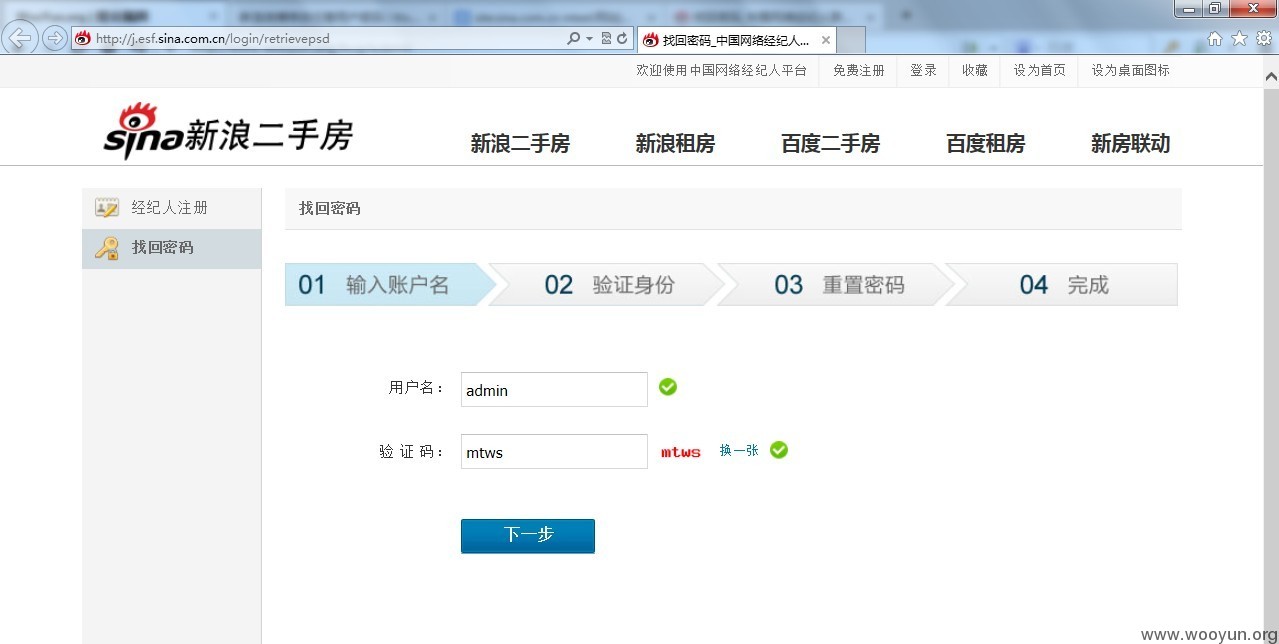 http://j.esf.sina.com.cn/login/retrievepsd
找回密码_中国网络经纪人...
欢迎使用中国网络经纪人平台 免费注册 登录 收藏 设为首页 设为桌面图标
sina新浪二手房 新浪二手房 新浪租房 百度二手房 百度租房 新房联动
经纪人注册
找回密码
找回密码
01 输入账户名 02 验证身份 03 重置密码 04 完成
用户名： admin
验 证 码： mtws mtws 换一张
下一步
www.wooyun.org